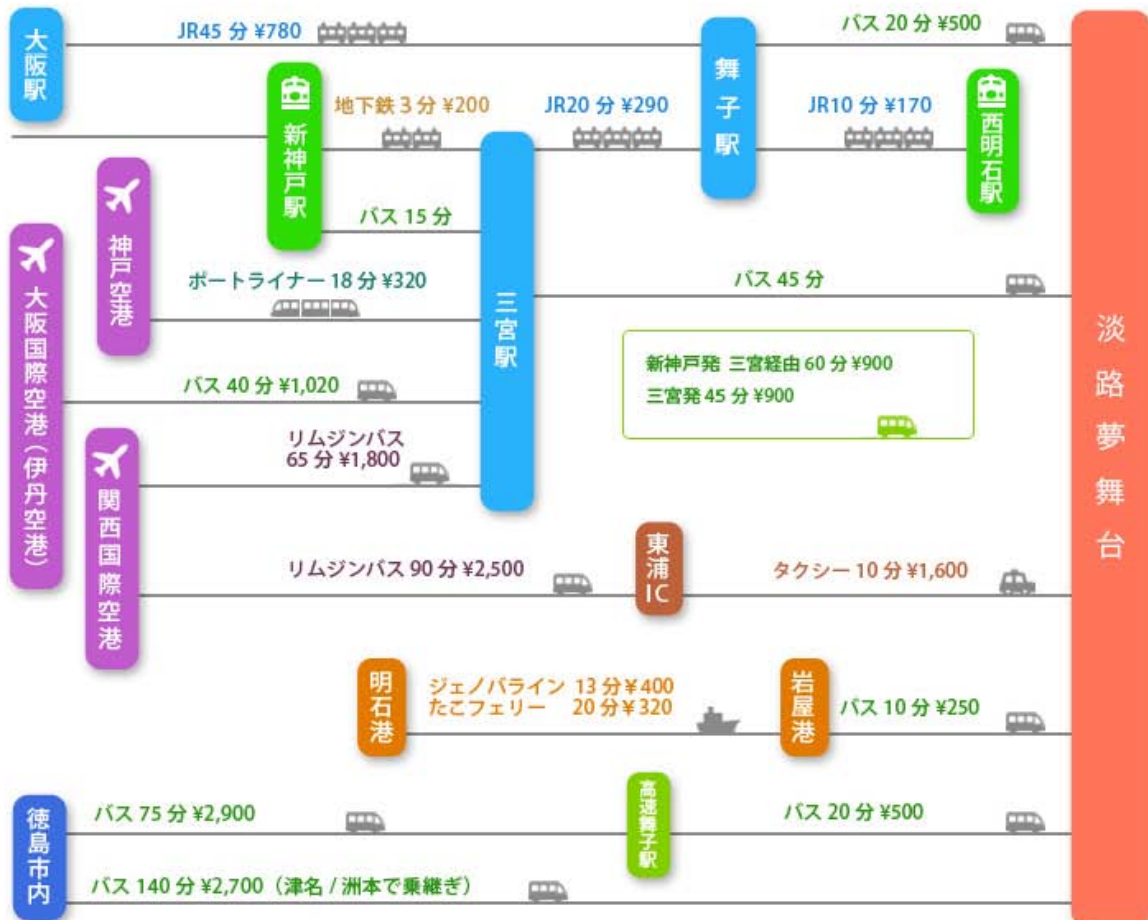 大阪駅
JR45 分 ¥780
舞子駅
バス 20 分 ¥500
新神戸駅
地下鉄 3 分 ¥200
JR20 分 ¥290
JR10 分 ¥170
西明石駅
神戸空港
バス 15 分
三宮駅
大阪国際空港（伊丹空港）
ポートライナー 18 分 ¥320
バス 45 分
淡路夢舞台
新神戸発 三宮経由 60 分 ¥900
三宮発 45 分 ¥900
バス 40 分 ¥1,020
関西国際空港
リムジンバス
65 分 ¥1,800
リムジンバス 90 分 ¥2,500
東浦IC
タクシー 10 分 ¥1,600
明石港
ジェノバライン 13 分 ¥400
たこフェリー 20 分 ¥320
岩屋港
バス 10 分 ¥250
徳島市内
バス 75 分 ¥2,900
高速舞子駅
バス 20 分 ¥500
バス 140 分 ¥2,700（津名 / 洲本で乗継ぎ）